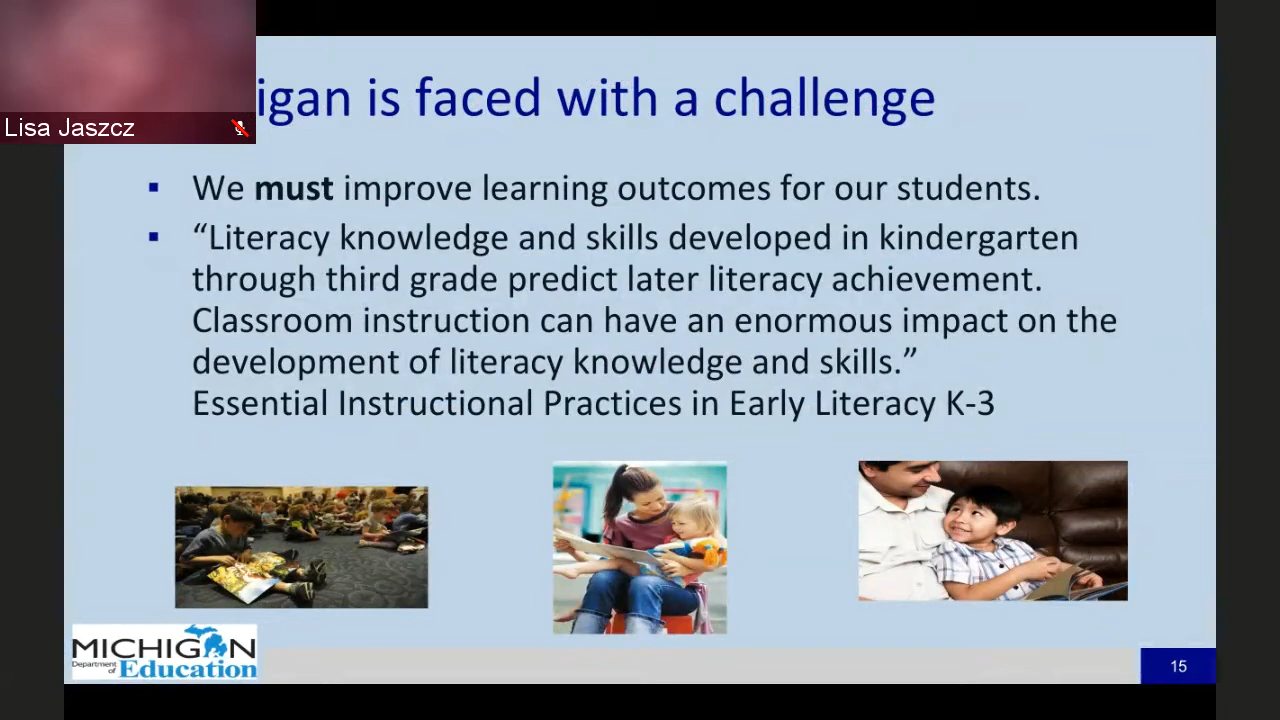 Lisa Jaszcz
igan is faced with a challenge
▪ We must improve learning outcomes for our students.
▪ “Literacy knowledge and skills developed in kindergarten
through third grade predict later literacy achievement.
Classroom instruction can have an enormous impact on the
development of literacy knowledge and skills.”
Essential Instructional Practices in Early Literacy K-3
MICHIGAN
Department of Education
15